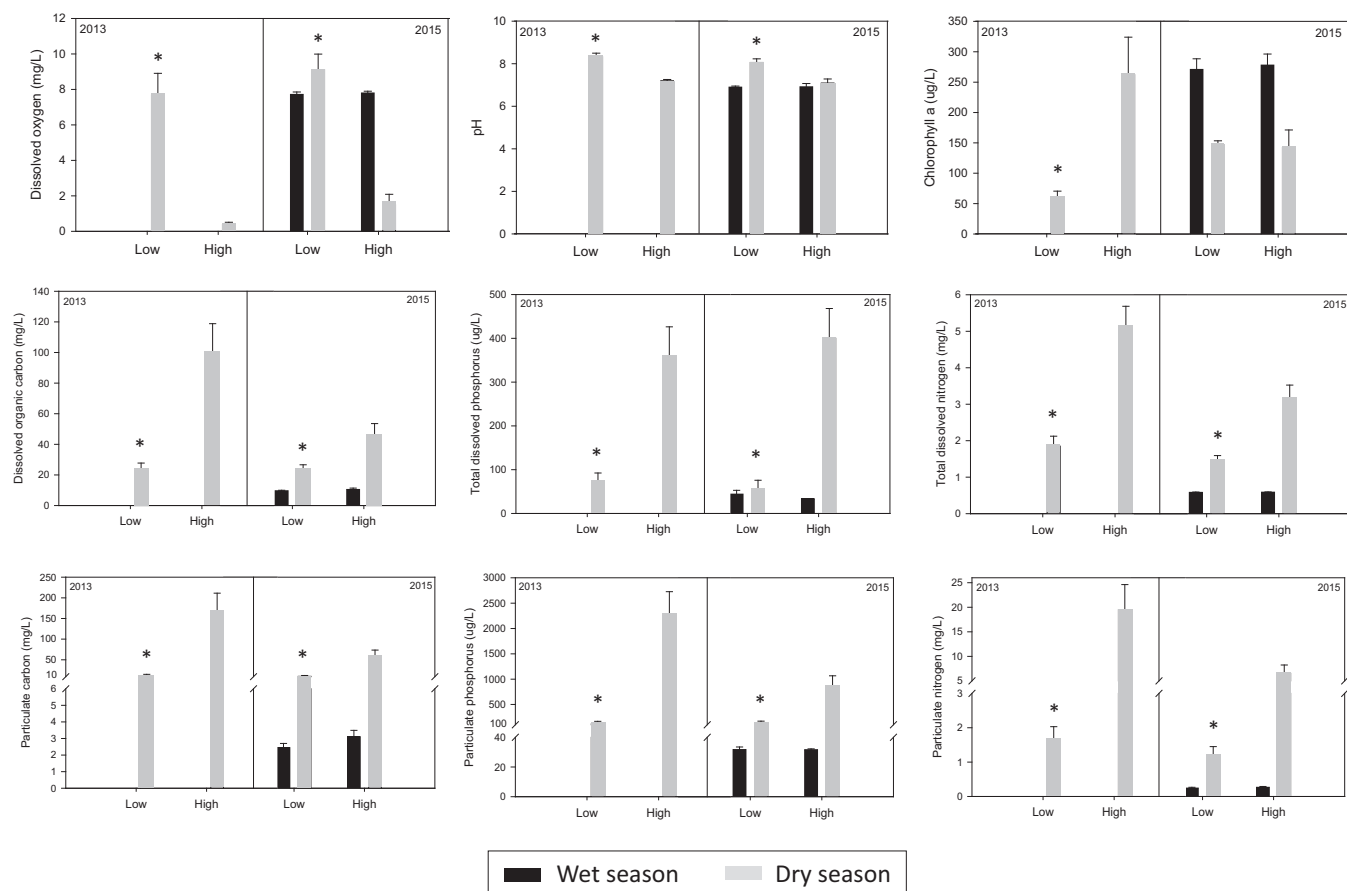 Dissolved oxygen (mg/L)
12
10
8
6
4
2
0
2013
2015
*
*
Low
High
Low
High
pH
10
8
6
4
2
0
2013
2015
*
*
Low
High
Low
High
Chlorophyll a (ug/L)
350
300
250
200
150
100
50
0
2013
2015
*
Low
High
Low
High
Dissolved organic carbon (mg/L)
140
120
100
80
60
40
20
0
2013
2015
*
*
Low
High
Low
High
Total dissolved phosphorus (ug/L)
500
400
300
200
100
0
2013
2015
*
*
Low
High
Low
High
Total dissolved nitrogen (mg/L)
6
5
4
3
2
1
0
2013
2015
*
*
Low
High
Low
High
Particulate carbon (mg/L)
250
200
150
100
50
10
6
5
4
3
2
1
0
2013
2015
*
*
Low
High
Low
High
Particulate phosphorus (ug/L)
3000
2500
2000
1500
1000
500
100
40
20
0
2013
2015
*
*
Low
High
Low
High
Particulate nitrogen (mg/L)
25
20
15
10
5
3
2
1
0
2013
2015
*
*
Low
High
Low
High
Wet season
Dry season